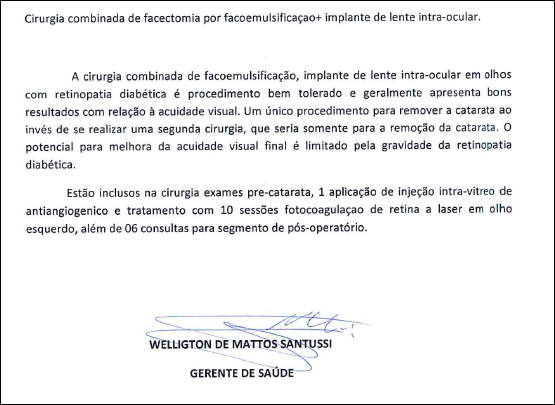 Cirurgia combinada de facectomia por facoemulsificaçao+ implante de lente intra-ocular.
A cirurgia combinada de facoemulsificação, implante de lente intra-ocular em olhos
com retinopatia diabética é procedimento bem tolerado e geralmente apresenta bons
resultados com relação à acuidade visual. Um único procedimento para remover a catarata ao
invés de se realizar uma segunda cirurgia, que seria somente para a remoção da catarata. O
potencial para melhora da acuidade visual final é limitado pela gravidade da retinopatia
diabética.
Estão inclusos na cirurgia exames pre-catarata, 1 aplicação de injeção intra-vitreo de
antiangiogenico e tratamento com 10 sessões fotocoagulaçao de retina a laser em olho
esquerdo, além de 06 consultas para segmento de pós-operatório.
WELLIGTON DE MATTOS SANTUSSI
GERENTE DE SAÚDE